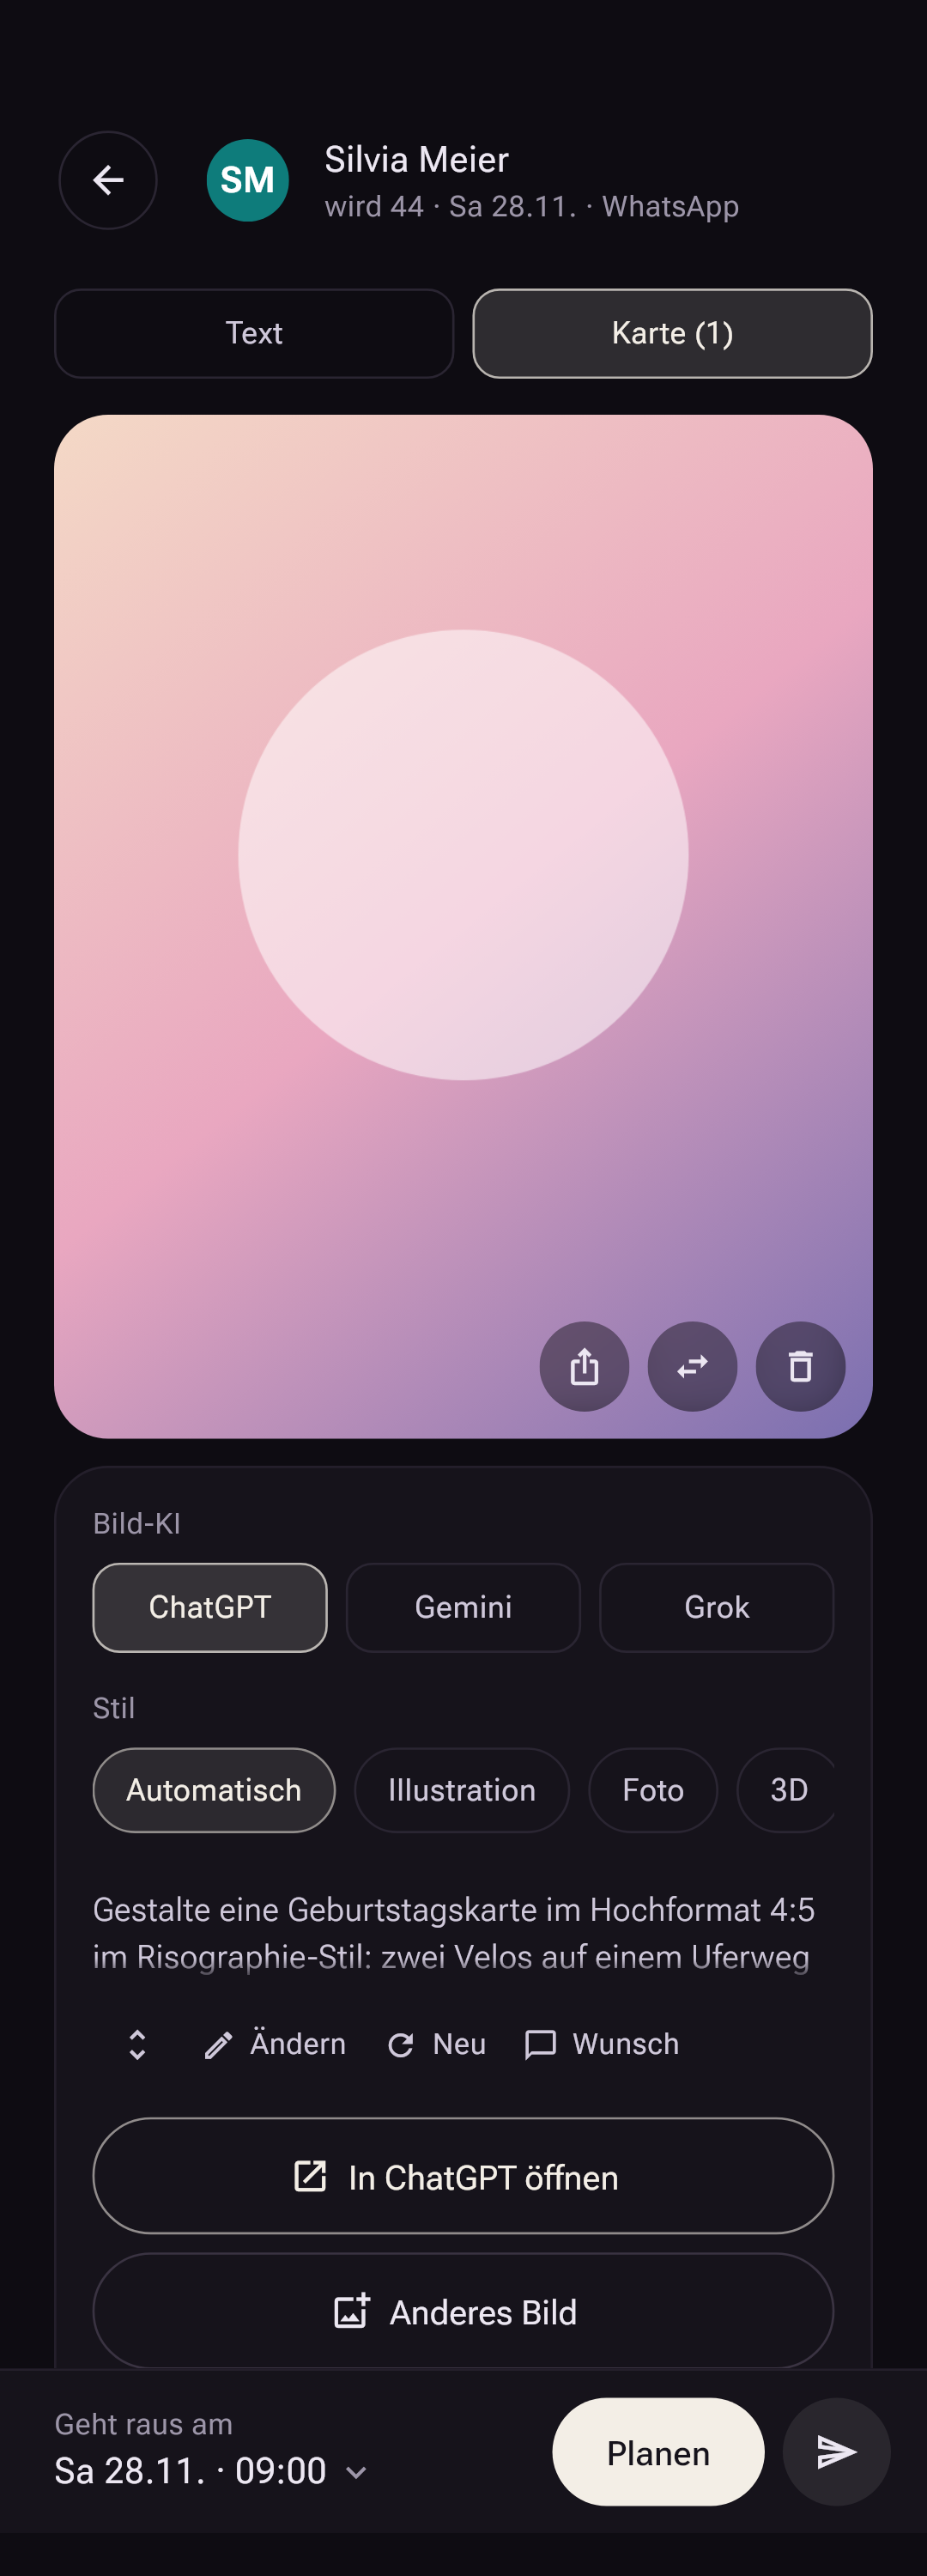 SM
Silvia Meier
wird 44 · Sa 28.11. · WhatsApp
Text
Karte (1)
Bild-KI
ChatGPT
Gemini
Grok
Stil
Automatisch
Illustration
Foto
3D
Gestalte eine Geburtstagskarte im Hochformat 4:5
im Risographie-Stil: zwei Velos auf einem Uferweg
Ändern
Neu
Wunsch
In ChatGPT öffnen
Anderes Bild
Geht raus am
Sa 28.11. · 09:00
Planen